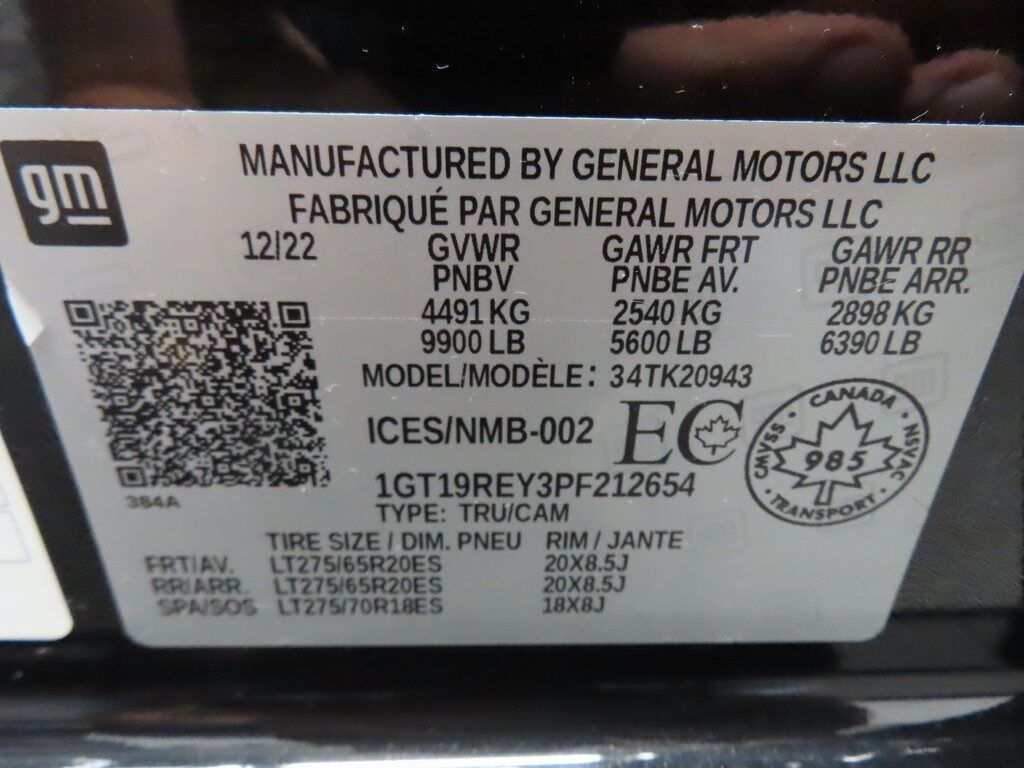 gm
MANUFACTURED BY GENERAL MOTORS LLC
FABRIQUÉ PAR GENERAL MOTORS LLC
12/22 GVWR GAWR FRT GAWR RR
PNBV PNBE AV. PNBE ARR.
4491 KG 2540 KG 2898 KG
9900 LB 5600 LB 6390 LB
MODEL/MODÈLE: 34TK20943
ICES/NMB-002 EC
CANADA
CMVSS 985 NSVAC
TRANSPORT
1GT19REY3PF212654
384A
TYPE: TRU/CAM
TIRE SIZE / DIM. PNEU RIM / JANTE
FRT/AV. LT275/65R20ES 20X8.5J
RR/ARR. LT275/65R20ES 20X8.5J
SPA/SOS LT275/70R18ES 18X8J